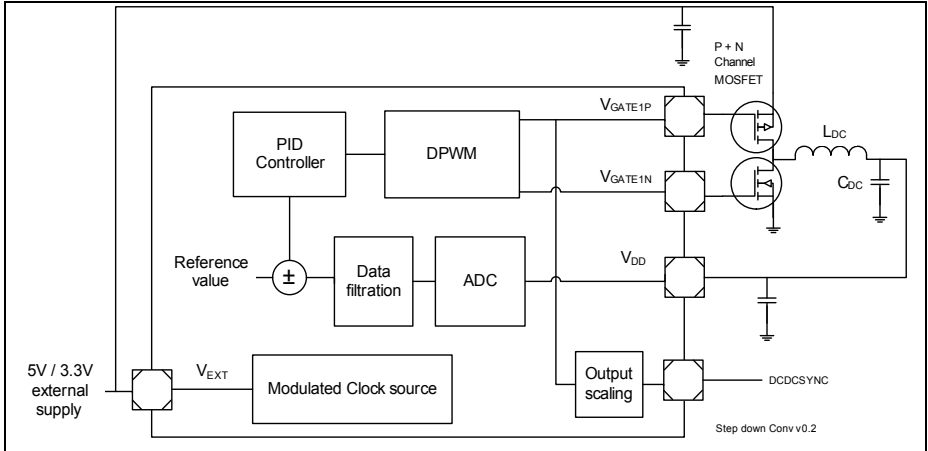 P + N
Channel
MOSFET
VGATE1P
PID
Controller
DPWM
LDC
CDC
VGATE1N
Reference
value
±
Data
filtration
ADC
VDD
5V / 3.3V
external
supply
VEXT
Modulated Clock source
Output
scaling
DCDCSYNC
Step down Conv v0.2